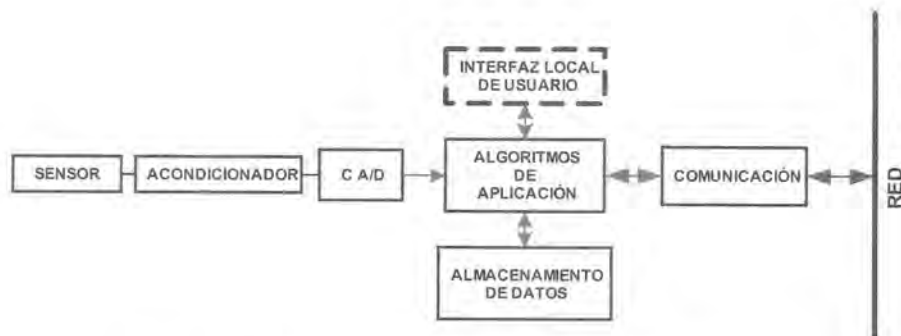 INTERFAZ LOCAL
DE USUARIO
SENSOR
ACONDICIONADOR
C A/D
ALGORITMOS
DE
APLICACIÓN
COMUNICACIÓN
RED
ALMACENAMIENTO
DE DATOS